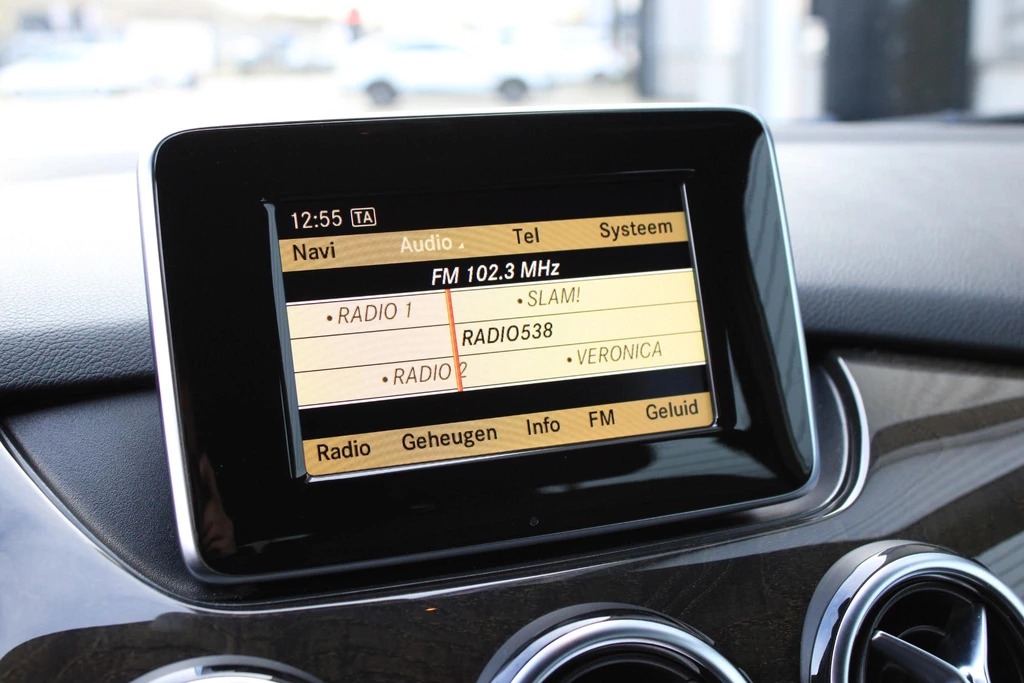 12:55 TA
Navi Audio Tel Systeem
FM 102.3 MHz
• RADIO 1 • SLAM!
RADIO538
• RADIO 2 • VERONICA
Radio Geheugen Info FM Geluid